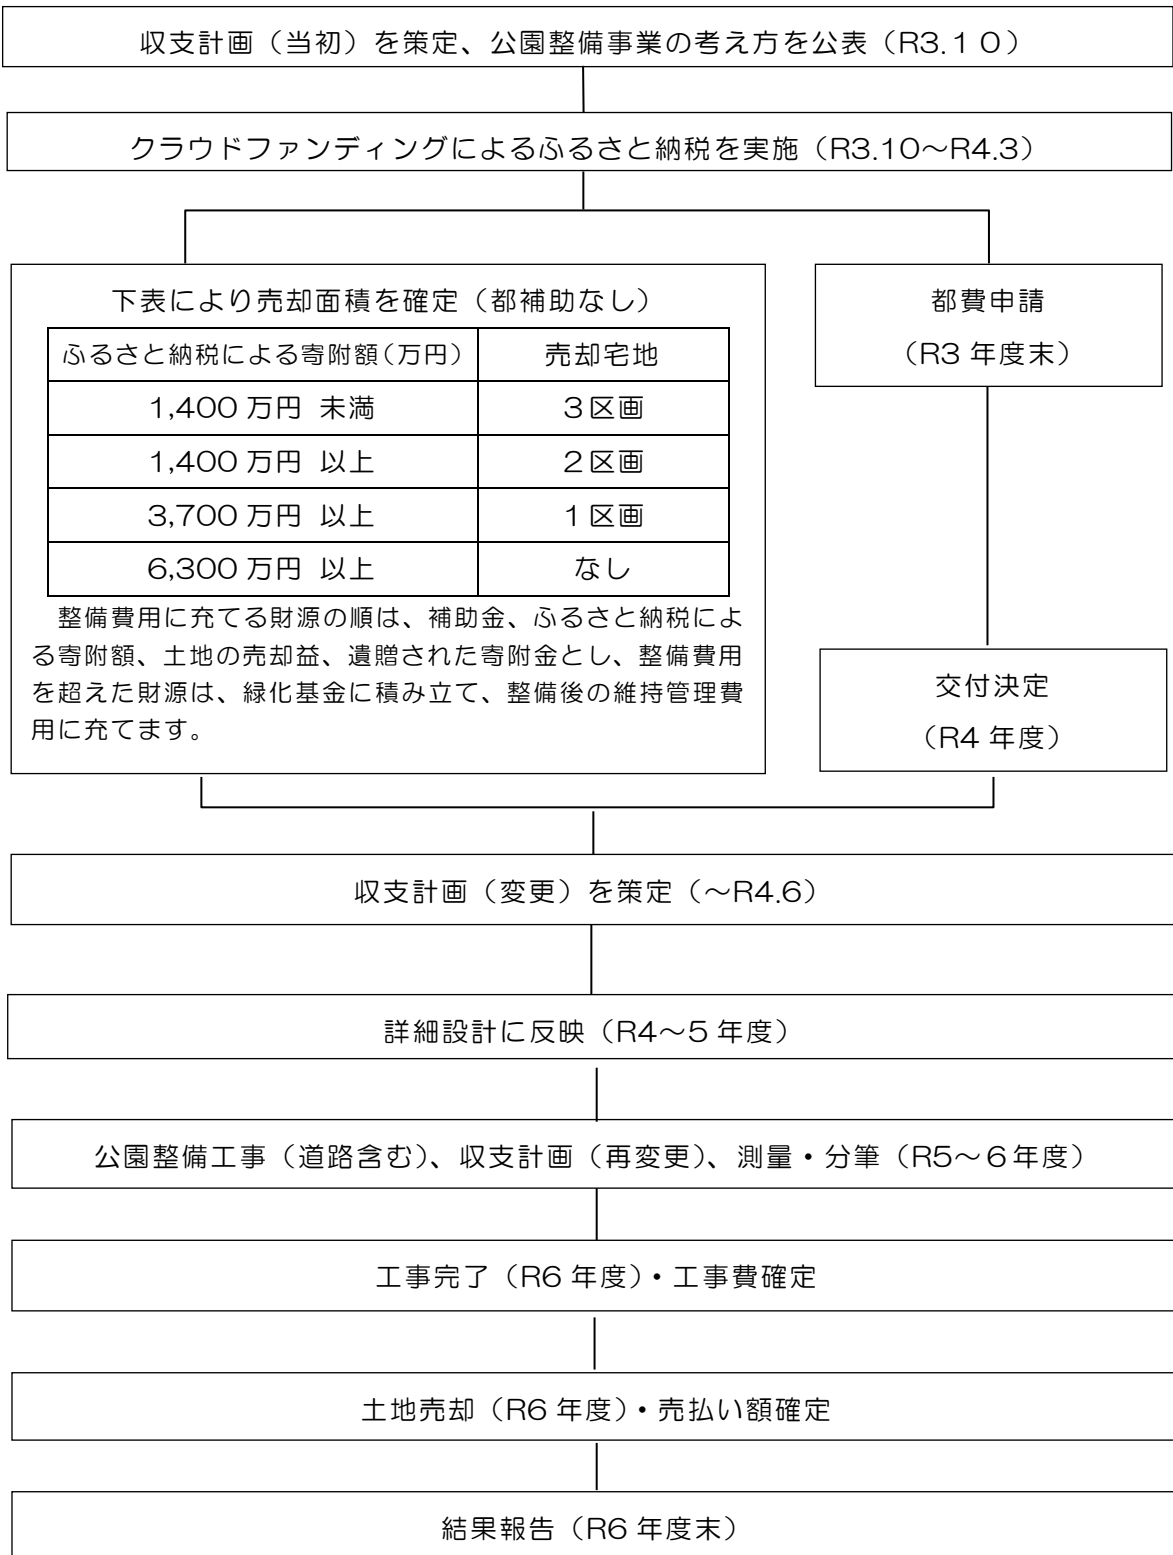 収支計画（当初）を策定、公園整備事業の考え方を公表（R3.１０）
クラウドファンディングによるふるさと納税を実施（R3.10～R4.3）
下表により売却面積を確定（都補助なし）
ふるさと納税による寄附額（万円） 売却宅地
1,400万円 未満 3区画
1,400万円 以上 2区画
3,700万円 以上 1区画
6,300万円 以上 なし
整備費用に充てる財源の順は、補助金、ふるさと納税によ
る寄附額、土地の売却益、遺贈された寄附金とし、整備費用
を超えた財源は、緑化基金に積み立て、整備後の維持管理費
用に充てます。
都費申請
（R3年度末）
交付決定
（R4年度）
収支計画（変更）を策定（～R4.6）
詳細設計に反映（R4～5年度）
公園整備工事（道路含む）、収支計画（再変更）、測量・分筆（R5～6年度）
工事完了（R6年度）・工事費確定
土地売却（R6年度）・売払い額確定
結果報告（R6年度末）